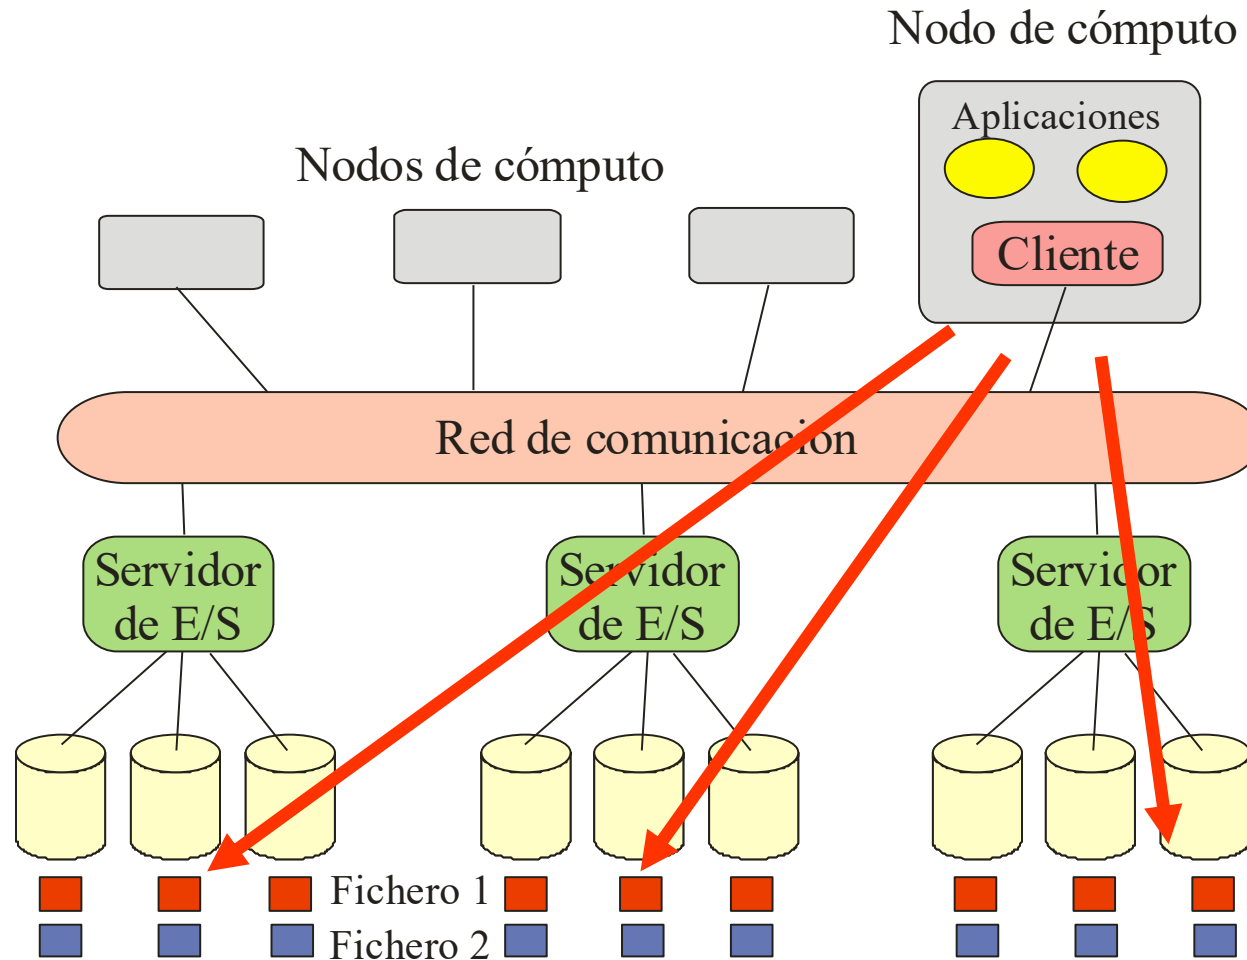 Nodo de cómputo
Aplicaciones
Nodos de cómputo
Cliente
Red de comunicación
Servidor
de E/S
Servidor
de E/S
Servidor
de E/S
Fichero 1
Fichero 2